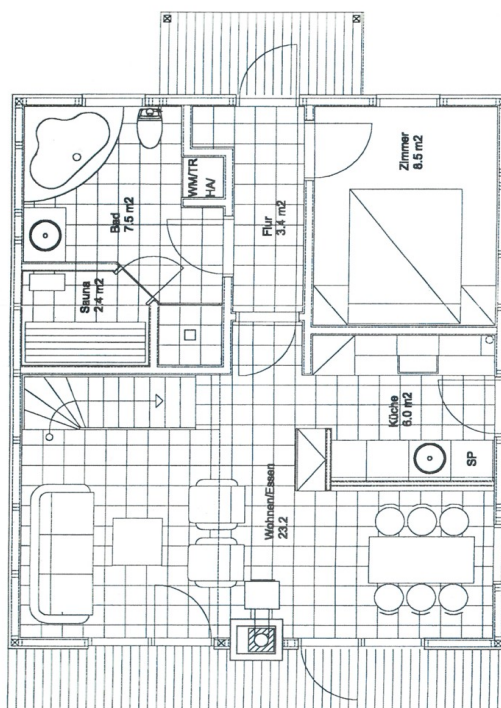 Zimmer
8.5 m2
WM/TR
HA/
Bad
7.5 m2
Flur
3.4 m2
Sauna
2.4 m2
Küche
6.0 m2
SP
Wohnen/Essen
23.2